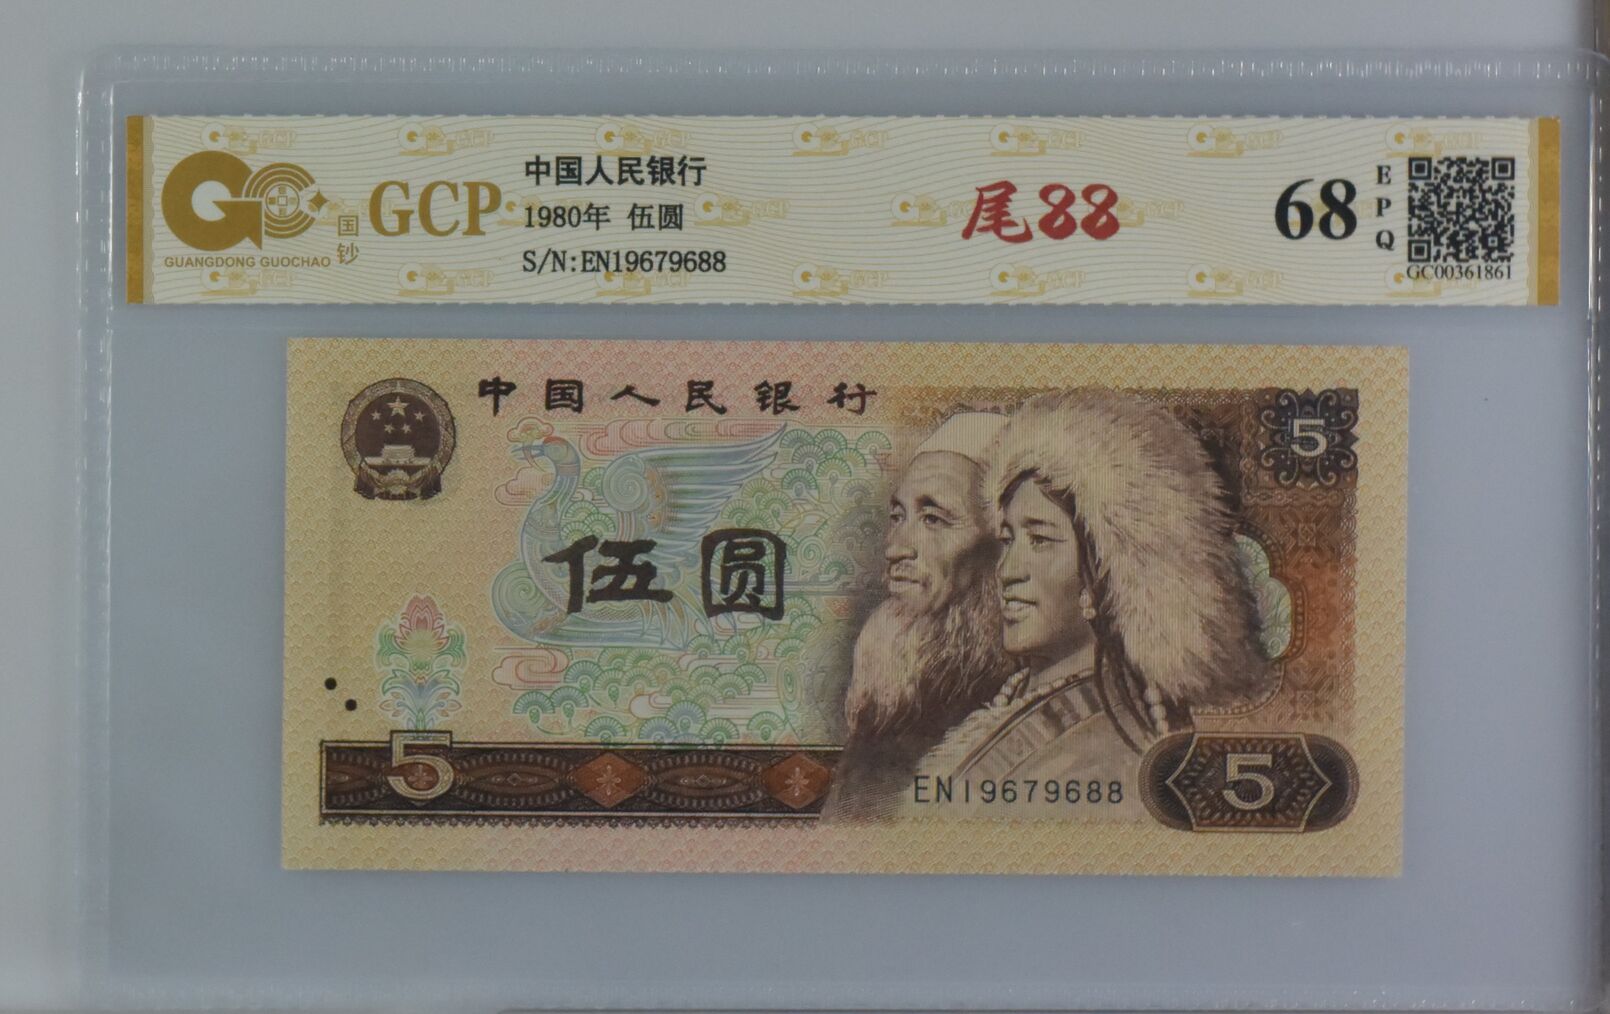 GCP
国钞
GUANGDONG GUOCHAO
中国人民银行
1980年 伍圆
S/N:EN19679688
尾88
68
EPQ
GC00361861
中国人民银行
5
伍圆
5
EN19679688
5